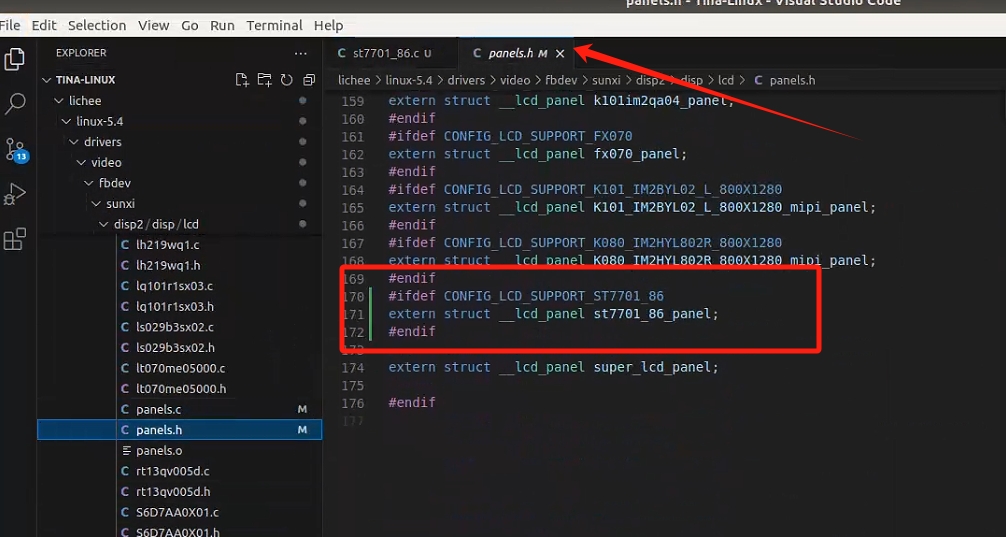 panels.h - Tina-Linux - Visual Studio Code
File Edit Selection View Go Run Terminal Help
EXPLORER ···
TINA-LINUX
lichee
linux-5.4
drivers
video
fbdev
sunxi
disp2/disp/lcd
lh219wq1.c
lh219wq1.h
lq101r1sx03.c
lq101r1sx03.h
ls029b3sx02.c
ls029b3sx02.h
lt070me05000.c
lt070me05000.h
panels.c M
panels.h M
panels.o
rt13qv005d.c
rt13qv005d.h
S6D7AA0X01.c
S6D7AA0X01.h
13
C st7701_86.c U
C panels.h M ×
lichee > linux-5.4 > drivers > video > fbdev > sunxi > disp2 > disp > lcd > C panels.h
159 extern struct __lcd_panel k101im2qa04_panel;
160 #endif
161 #ifdef CONFIG_LCD_SUPPORT_FX070
162 extern struct __lcd_panel fx070_panel;
163 #endif
164 #ifdef CONFIG_LCD_SUPPORT_K101_IM2BYL02_L_800X1280
165 extern struct __lcd_panel K101_IM2BYL02_L_800X1280_mipi_panel;
166 #endif
167 #ifdef CONFIG_LCD_SUPPORT_K080_IM2HYL802R_800X1280
168 extern struct __lcd_panel K080_IM2HYL802R_800X1280_mipi_panel;
169 #endif
170 #ifdef CONFIG_LCD_SUPPORT_ST7701_86
171 extern struct __lcd_panel st7701_86_panel;
172 #endif
173
174 extern struct __lcd_panel super_lcd_panel;
175
176 #endif
177